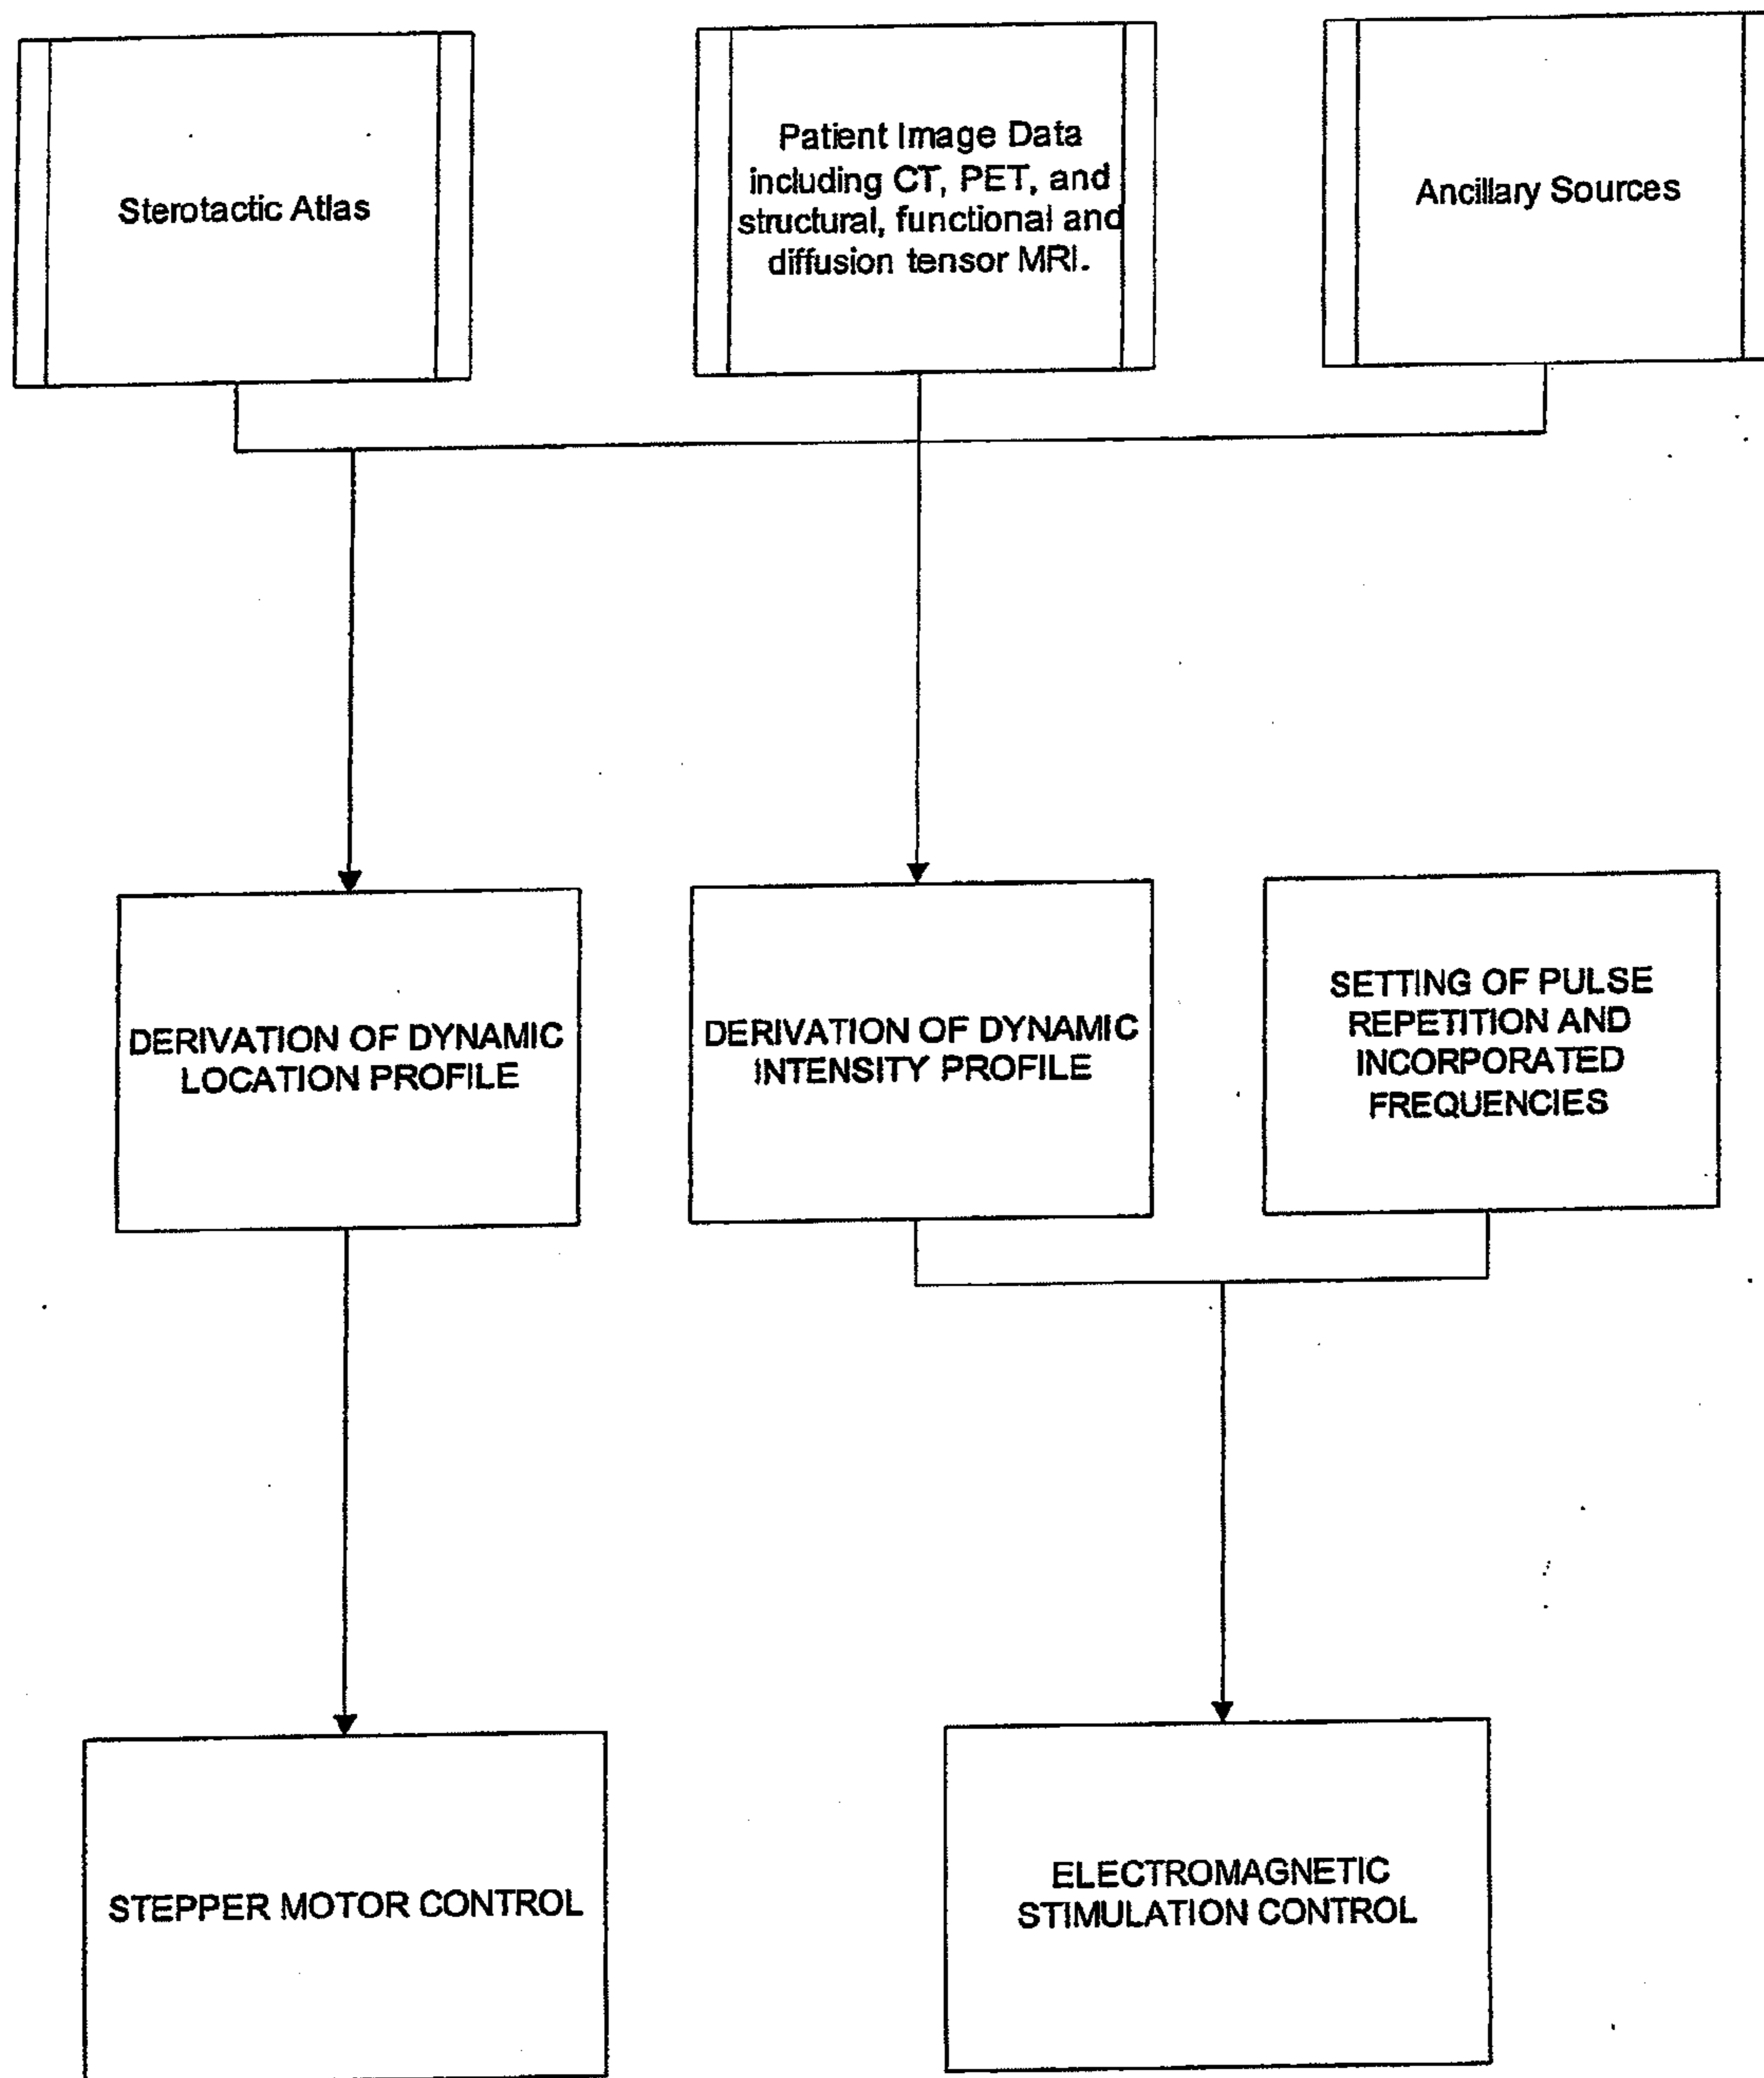 Sterotactic Atlas
Patient Image Data
including CT, PET, and
structural, functional and
diffusion tensor MRI.
Ancillary Sources
DERIVATION OF DYNAMIC
LOCATION PROFILE
DERIVATION OF DYNAMIC
INTENSITY PROFILE
SETTING OF PULSE
REPETITION AND
INCORPORATED
FREQUENCIES
STEPPER MOTOR CONTROL
ELECTROMAGNETIC
STIMULATION CONTROL